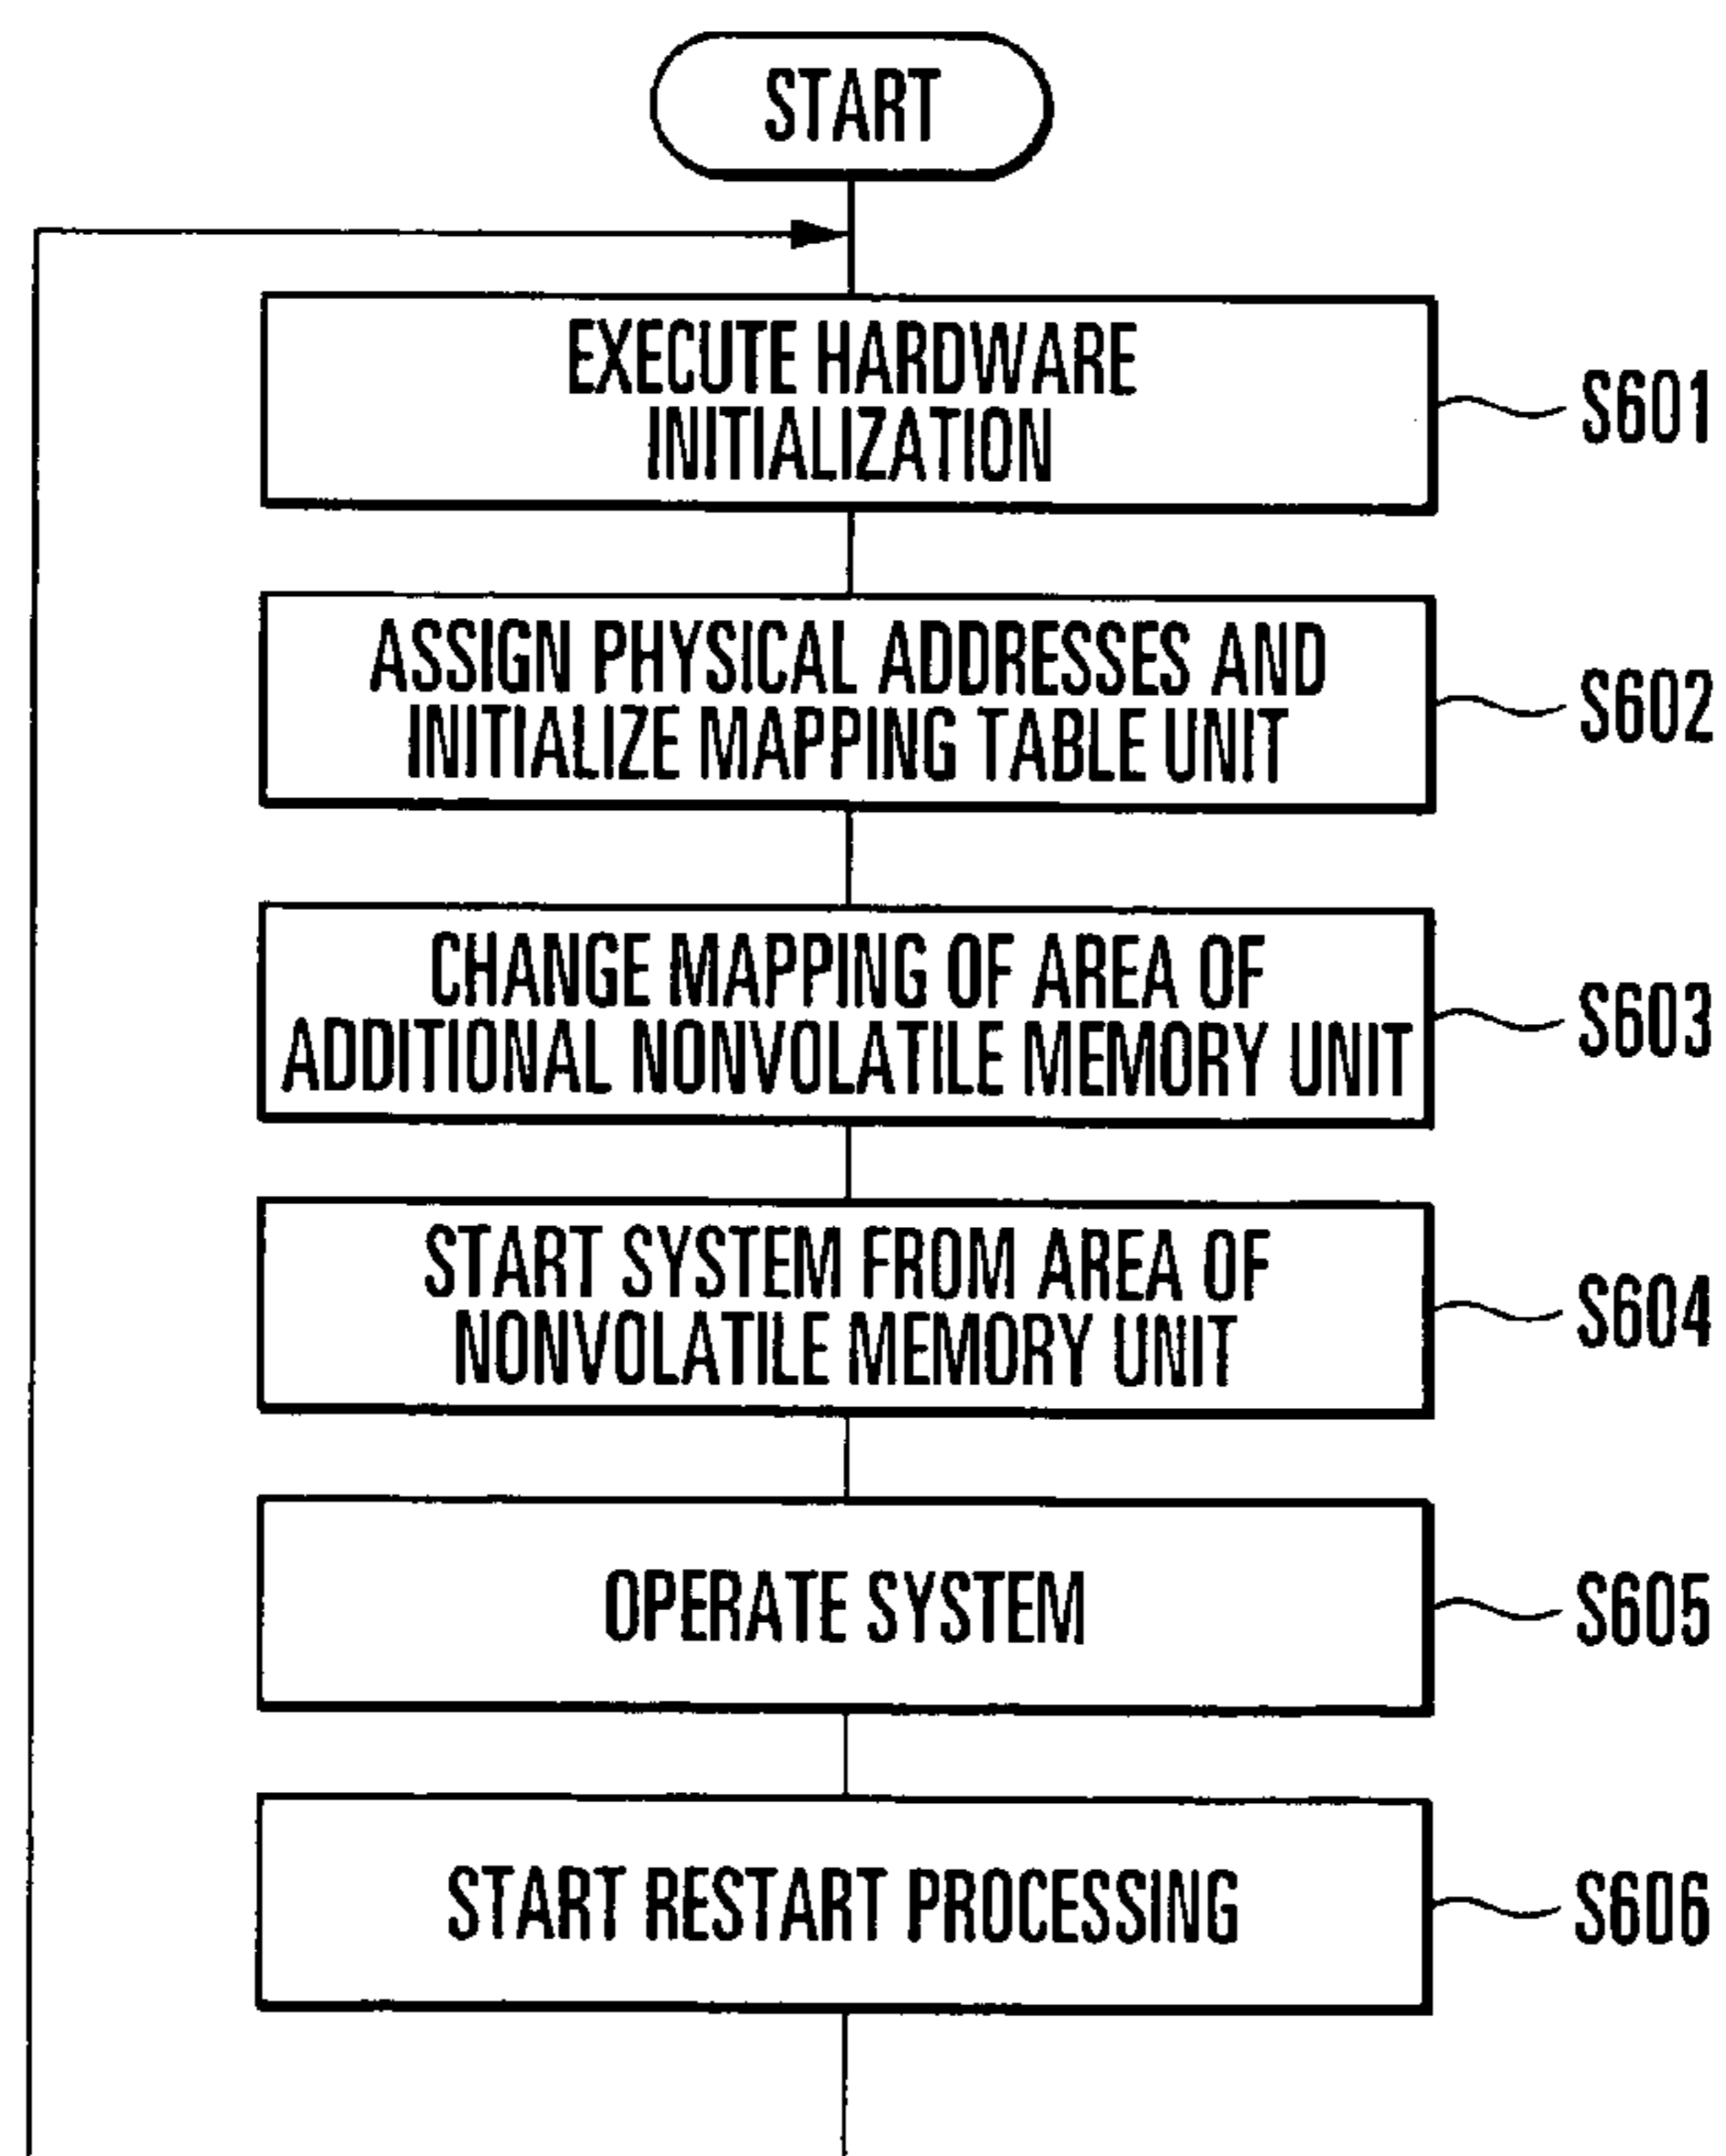 START
EXECUTE HARDWARE
INITIALIZATION
S601
ASSIGN PHYSICAL ADDRESSES AND
INITIALIZE MAPPING TABLE UNIT
S602
CHANGE MAPPING OF AREA OF
ADDITIONAL NONVOLATILE MEMORY UNIT
S603
START SYSTEM FROM AREA OF
NONVOLATILE MEMORY UNIT
S604
OPERATE SYSTEM
S605
START RESTART PROCESSING
S606